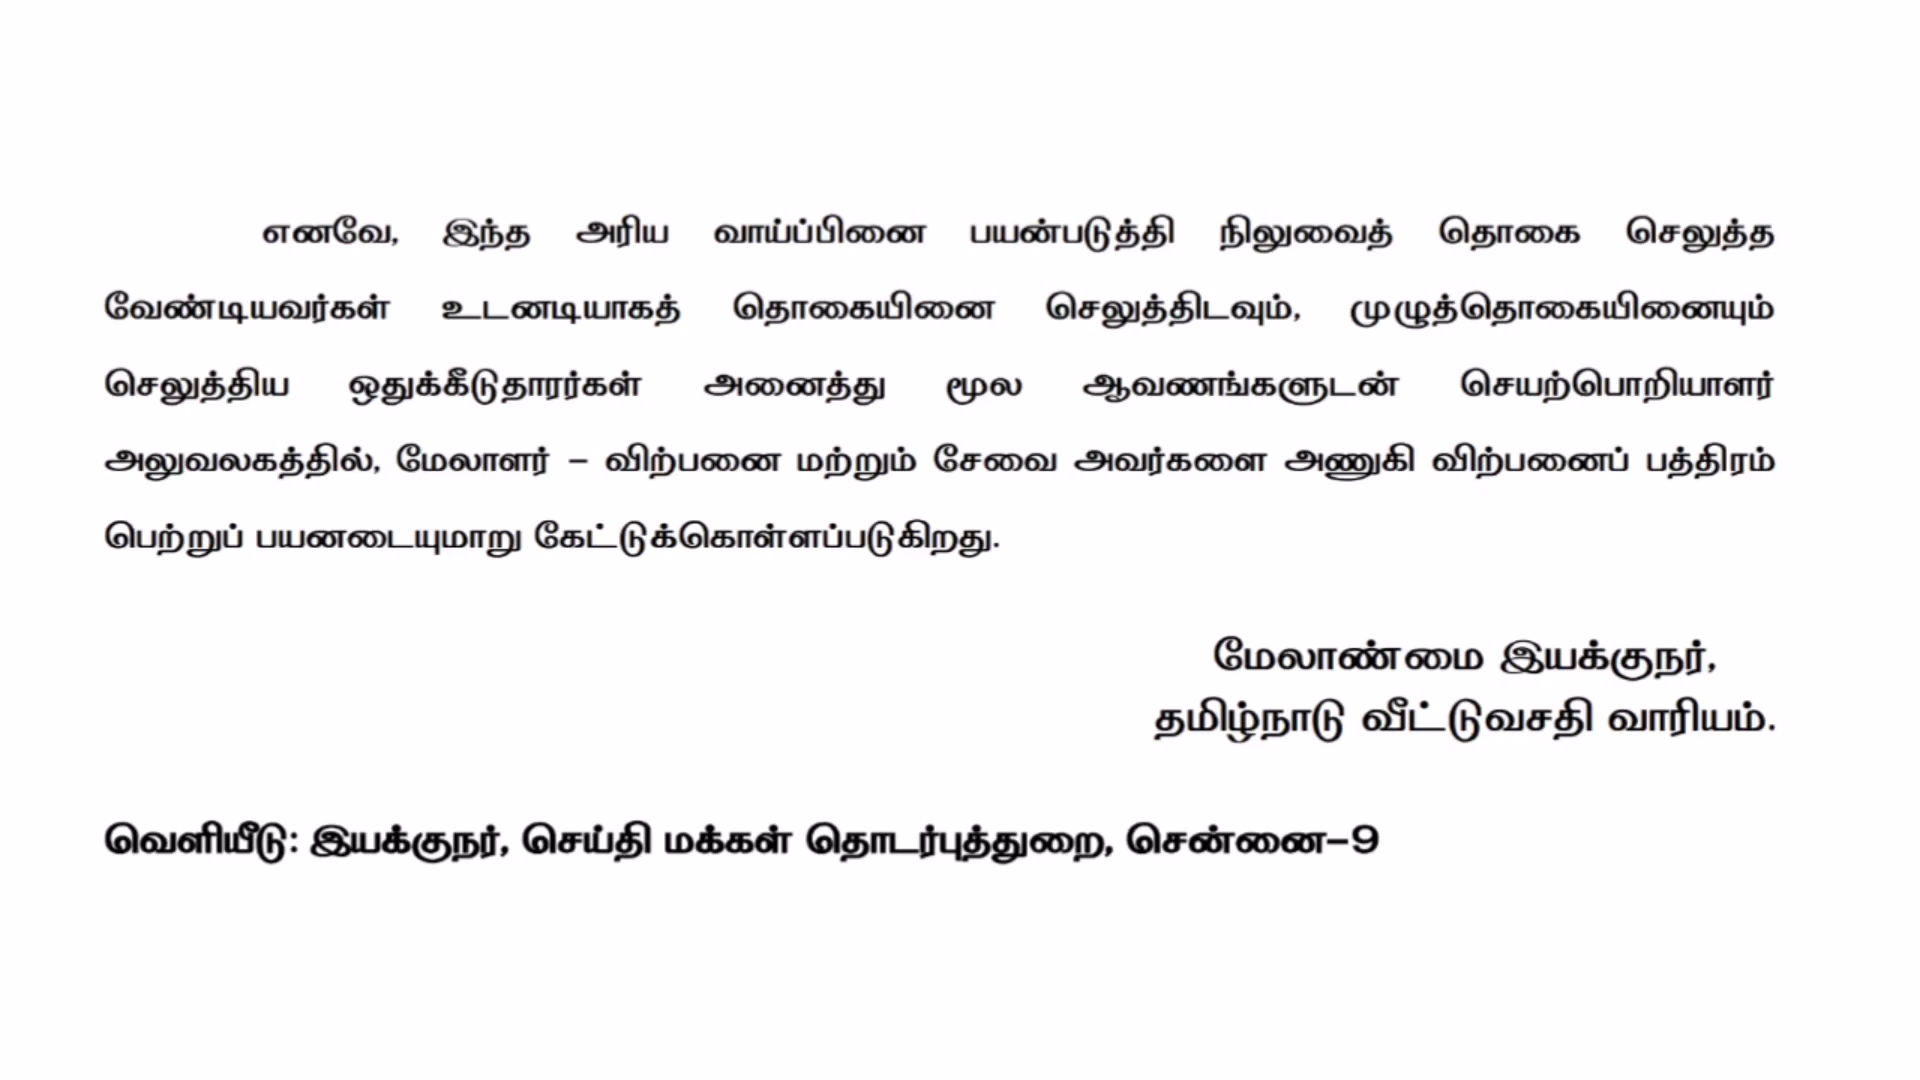 எனவே, இந்த அரிய வாய்ப்பினை பயன்படுத்தி நிலுவைத் தொகை செலுத்த
வேண்டியவர்கள் உடனடியாகத் தொகையினை செலுத்திடவும், முழுத்தொகையினையும்
செலுத்திய ஒதுக்கீடுதாரர்கள் அனைத்து மூல ஆவணங்களுடன் செயற்பொறியாளர்
அலுவலகத்தில், மேலாளர் – விற்பனை மற்றும் சேவை அவர்களை அணுகி விற்பனைப் பத்திரம்
பெற்றுப் பயனடையுமாறு கேட்டுக்கொள்ளப்படுகிறது.
மேலாண்மை இயக்குநர்,
தமிழ்நாடு வீட்டுவசதி வாரியம்.
வெளியீடு: இயக்குநர், செய்தி மக்கள் தொடர்புத்துறை, சென்னை–9